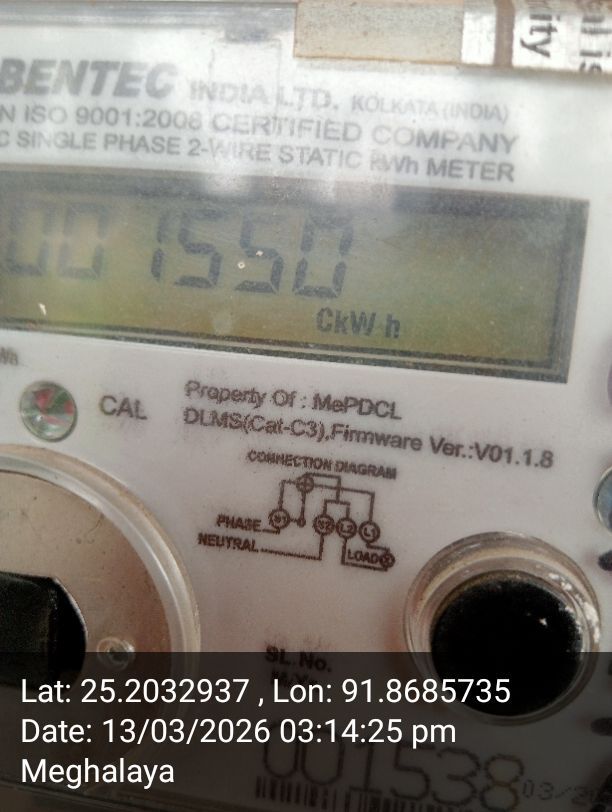 ity
BENTEC INDIA LTD. KOLKATA (INDIA)
N ISO 9001:2008 CERTIFIED COMPANY
C SINGLE PHASE 2-WIRE STATIC kWh METER
001550
CkWh
CAL
Property Of : MePDCL
DLMS(Cat-C3),Firmware Ver.:V01.1.8
CONNECTION DIAGRAM
PHASE
NEUTRAL
LOAD
SL.No.
Lat: 25.2032937 , Lon: 91.8685735
Date: 13/03/2026 03:14:25 pm
Meghalaya
001538